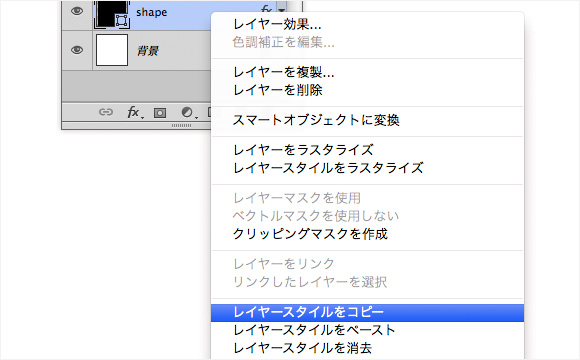 shape
fx
背景
fx
レイヤー効果...
色調補正を編集...
レイヤーを複製...
レイヤーを削除
スマートオブジェクトに変換
レイヤーをラスタライズ
レイヤースタイルをラスタライズ
レイヤーマスクを使用
ベクトルマスクを使用しない
クリッピングマスクを作成
レイヤーをリンク
リンクしたレイヤーを選択
レイヤースタイルをコピー
レイヤースタイルをペースト
レイヤースタイルを消去